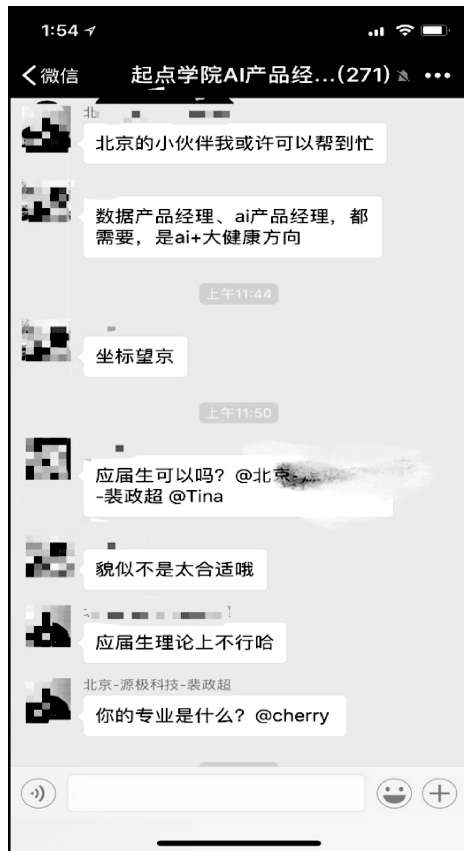 1:54
微信
起点学院AI产品经...(271)
北
北京的小伙伴我或许可以帮到忙
数据产品经理、ai产品经理，都
需要，是ai+大健康方向
上午11:44
坐标望京
上午11:50
应届生可以吗？@北京-
-裴政超 @Tina
貌似不是太合适哦
应届生理论上不行哈
北京-源极科技-裴政超
你的专业是什么？@cherry